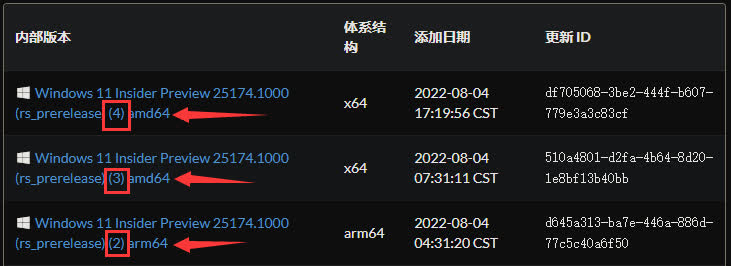 内部版本 体系结构 添加日期 更新 ID
Windows 11 Insider Preview 25174.1000
(rs_prerelease) (4) amd64
x64
2022-08-04
17:19:56 CST
df705068-3be2-444f-b607-
779e3a3c83cf
Windows 11 Insider Preview 25174.1000
(rs_prerelease) (3) amd64
x64
2022-08-04
07:31:11 CST
510a4801-d2fa-4b64-8d20-
1e8bf13b40bb
Windows 11 Insider Preview 25174.1000
(rs_prerelease) (2) arm64
arm64
2022-08-04
04:31:20 CST
d645a313-ba7e-446a-886d-
77c5c40a6f50